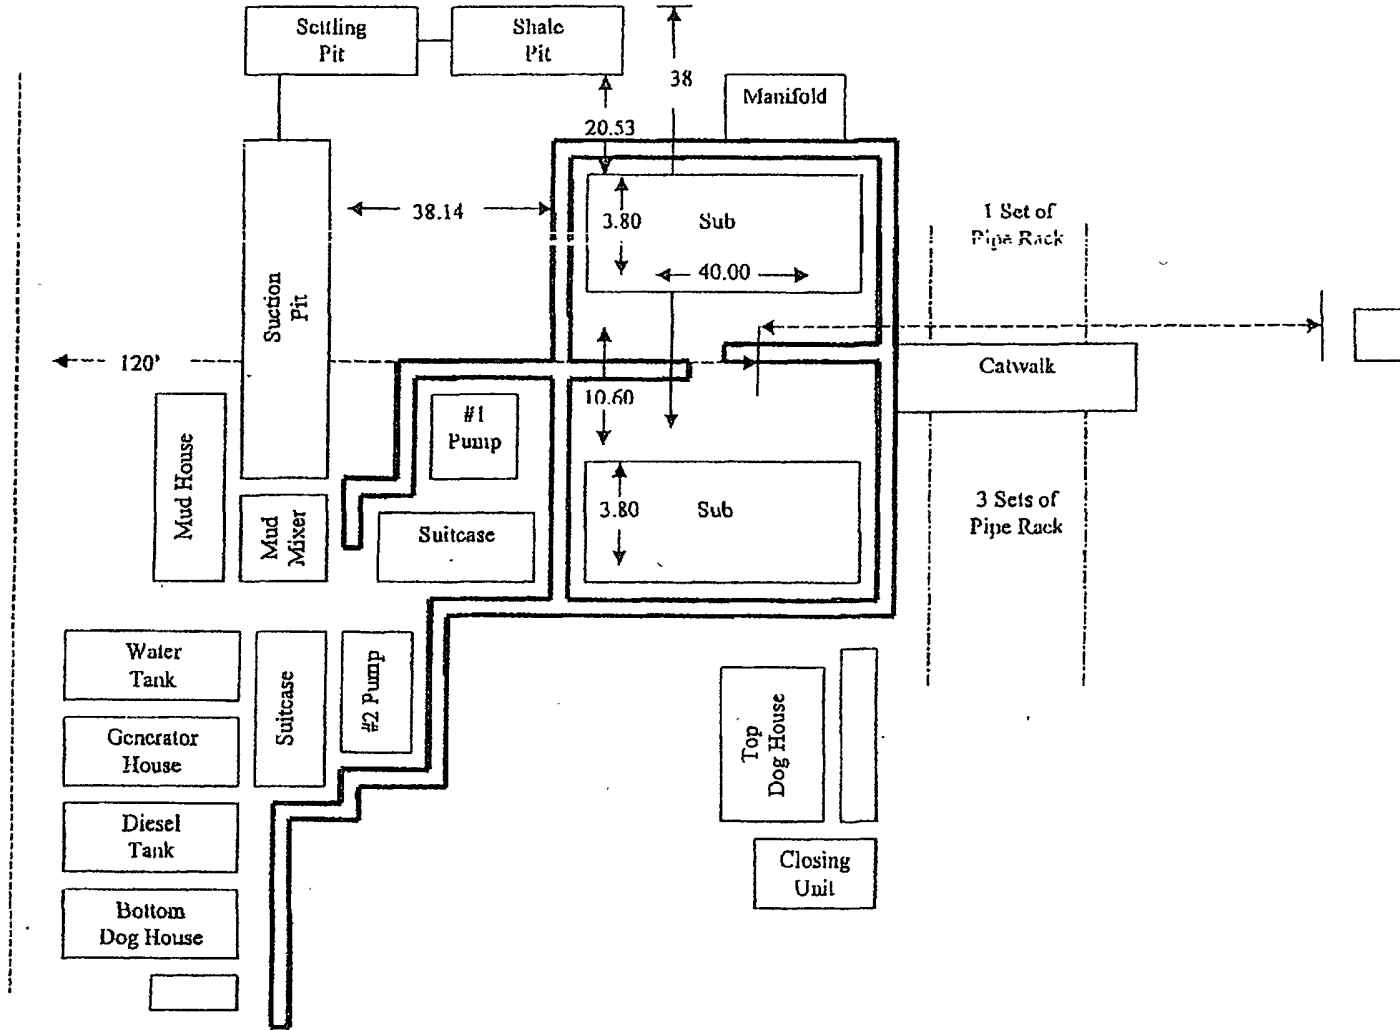 Settling
Pit
Shale
Pit
38
Manifold
20.53
38.14
3.80
Sub
1 Set of
Pipe Rack
40.00
Suction
Pit
120'
Catwalk
10.60
#1
Pump
Mud House
Mud
Mixer
Suitcase
3.80
Sub
3 Sets of
Pipe Rack
Water
Tank
Suitcase
#2 Pump
Generator
House
Top
Dog House
Diesel
Tank
Closing
Unit
Bottom
Dog House